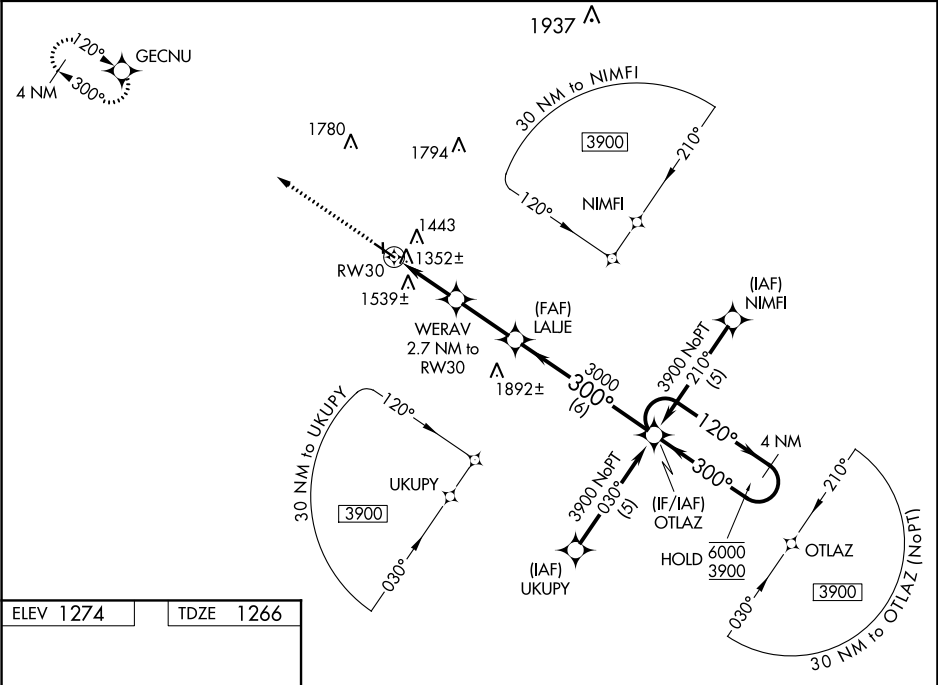 1937
120°
GECNU
300°
4 NM
30 NM to NIMFI
3900
210°
NIMFI
120°
1780
1794
1443
1352±
RW30
1539±
WERAV
2.7 NM to
RW30
(FAF)
LALJE
1892±
3000
300°
(6)
(IAF)
NIMFI
3900 NoPT
210°
(5)
120°
4 NM
300°
3900 NoPT
030°
(5)
(IF/IAF)
OTLAZ
HOLD
6000
3900
(IAF)
UKUPY
30 NM to UKUPY
120°
UKUPY
3900
030°
210°
OTLAZ
3900
030°
30 NM to OTLAZ (NoPT)
ELEV 1274
TDZE 1266